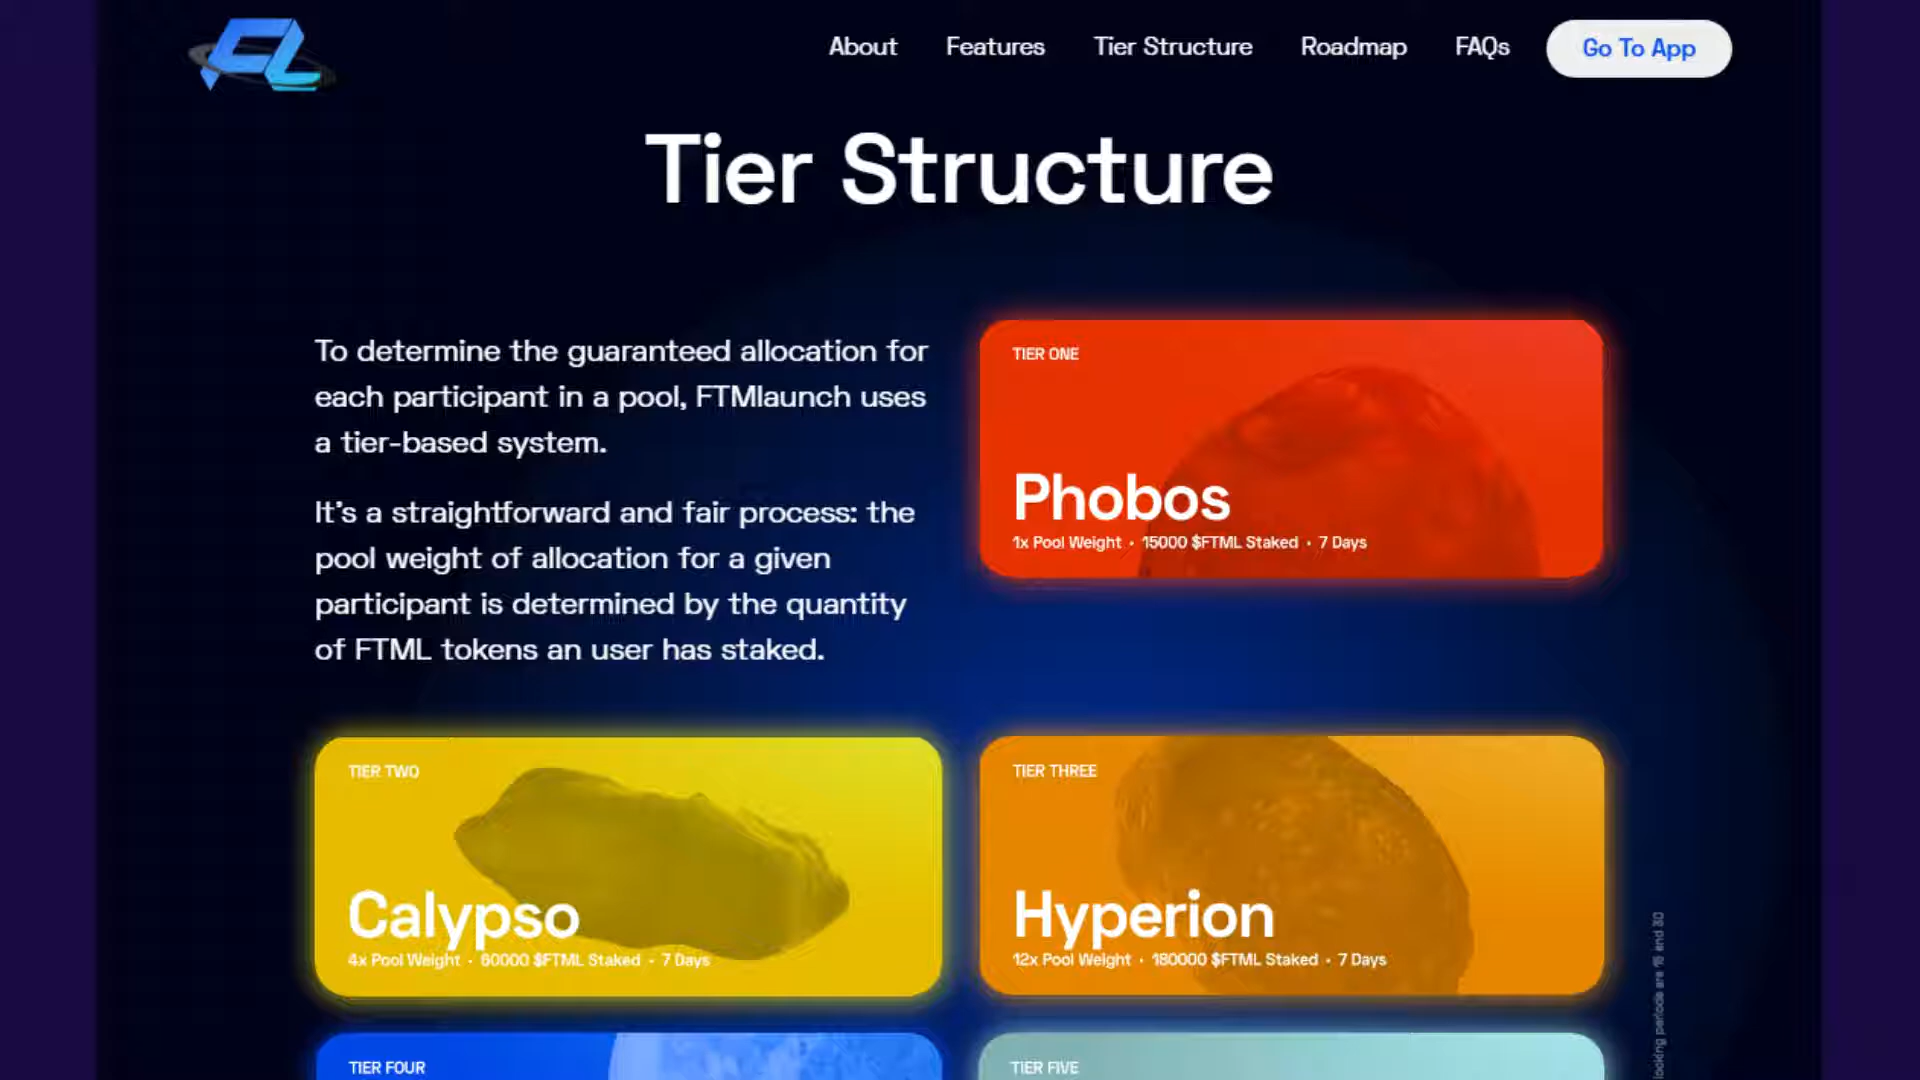 FL
About Features Tier Structure Roadmap FAQs Go To App
Tier Structure
To determine the guaranteed allocation for
each participant in a pool, FTMlaunch uses
a tier-based system.
It's a straightforward and fair process: the
pool weight of allocation for a given
participant is determined by the quantity
of FTML tokens an user has staked.
TIER ONE
Phobos
1x Pool Weight · 15000 $FTML Staked · 7 Days
TIER TWO
Calypso
4x Pool Weight · 60000 $FTML Staked · 7 Days
TIER THREE
Hyperion
12x Pool Weight · 180000 $FTML Staked · 7 Days
TIER FOUR
TIER FIVE